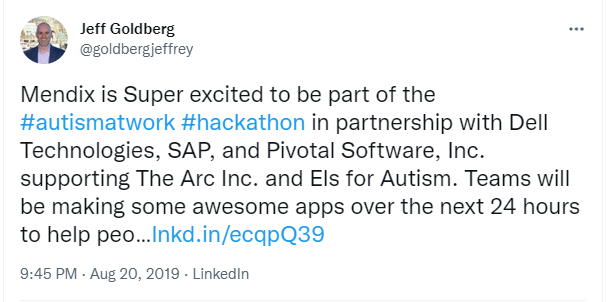 Jeff Goldberg
@goldbergjeffrey
Mendix is Super excited to be part of the
#autismatwork #hackathon in partnership with Dell
Technologies, SAP, and Pivotal Software, Inc.
supporting The Arc Inc. and Els for Autism. Teams will
be making some awesome apps over the next 24 hours
to help peo…lnkd.in/ecqpQ39
9:45 PM · Aug 20, 2019 · LinkedIn